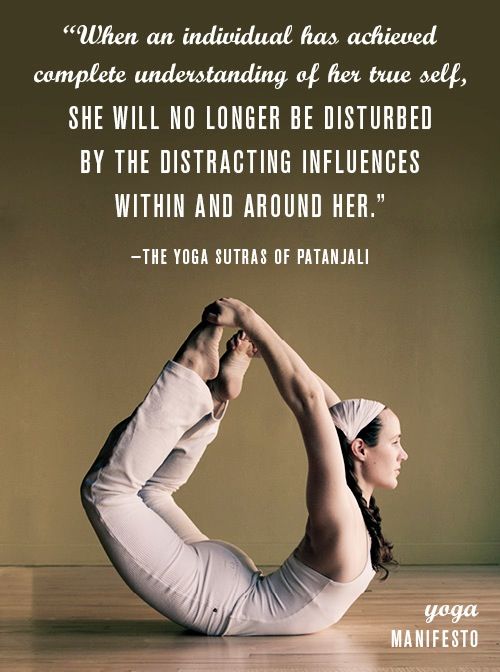 “When an individual has achieved
complete understanding of her true self,
SHE WILL NO LONGER BE DISTURBED
BY THE DISTRACTING INFLUENCES
WITHIN AND AROUND HER.”
–THE YOGA SUTRAS OF PATANJALI
yoga
MANIFESTO